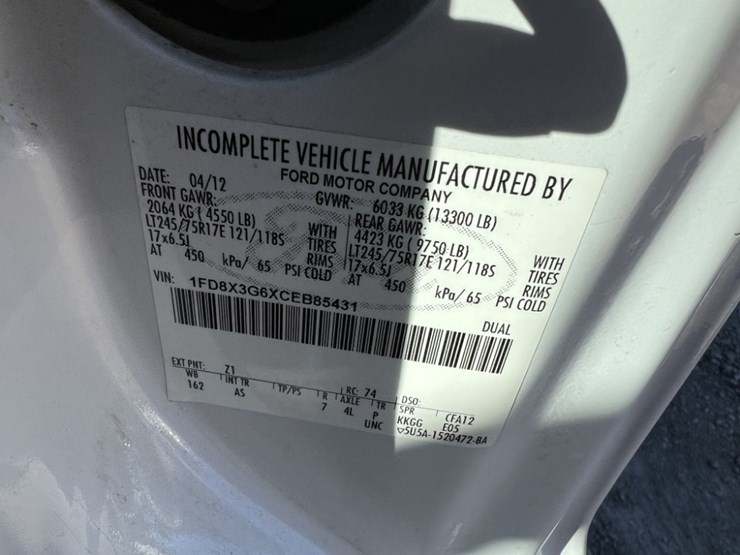 INCOMPLETE VEHICLE MANUFACTURED BY
FORD MOTOR COMPANY
DATE: 04/12 GVWR: 6033 KG (13300 LB)
FRONT GAWR: REAR GAWR:
2064 KG ( 4550 LB) WITH 4423 KG ( 9750 LB) WITH
LT245/75R17E 121/118S TIRES LT245/75R17E 121/118S TIRES
17x6.5J RIMS 17x6.5J RIMS
AT 450 kPa/ 65 PSI COLD AT 450 kPa/ 65 PSI COLD
VIN: 1FD8X3G6XCEB85431 DUAL
EXT PNT: Z1 RC: 74 DSO:
WB INT TR TP/PS R AXLE TR SPR CFA12
162 AS 7 4L P KKGG E05
UNC ▽5U5A-1520472-BA